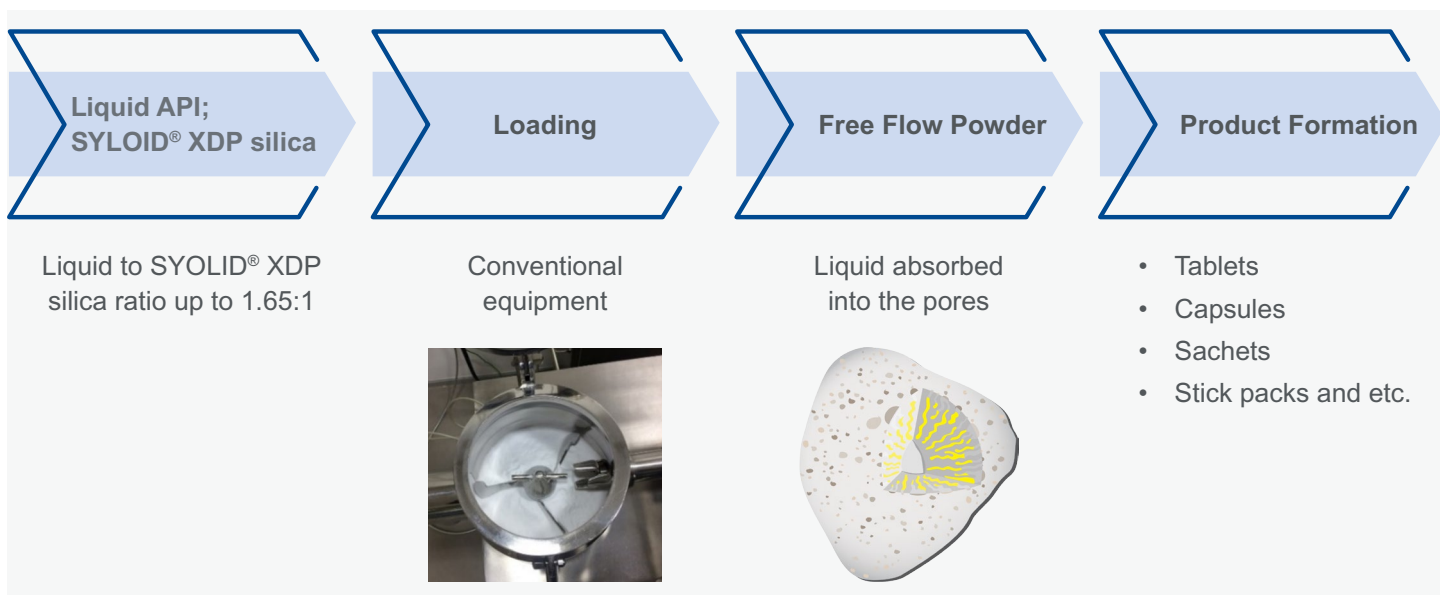 Liquid API;
SYLOID® XDP silica
Loading
Free Flow Powder
Product Formation
Liquid to SYOLID® XDP
silica ratio up to 1.65:1
Conventional
equipment
Liquid absorbed
into the pores
• Tablets
• Capsules
• Sachets
• Stick packs and etc.